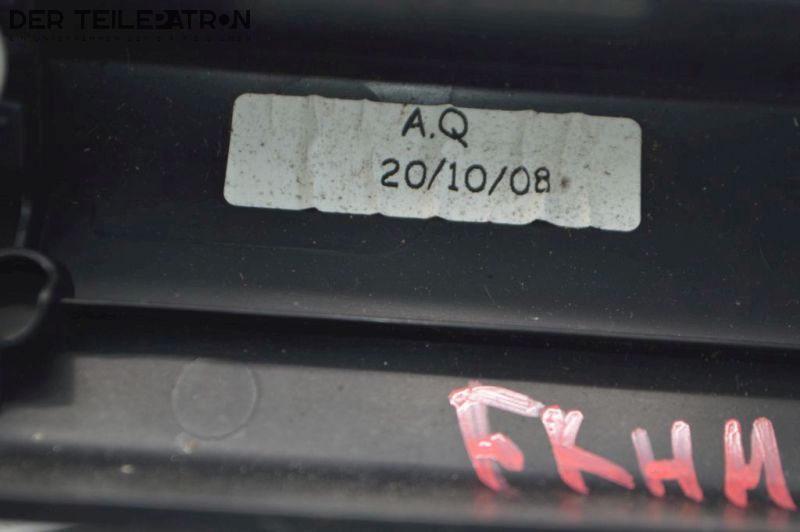 DER TEILEPATRON
A.Q
20/10/08
FKHM